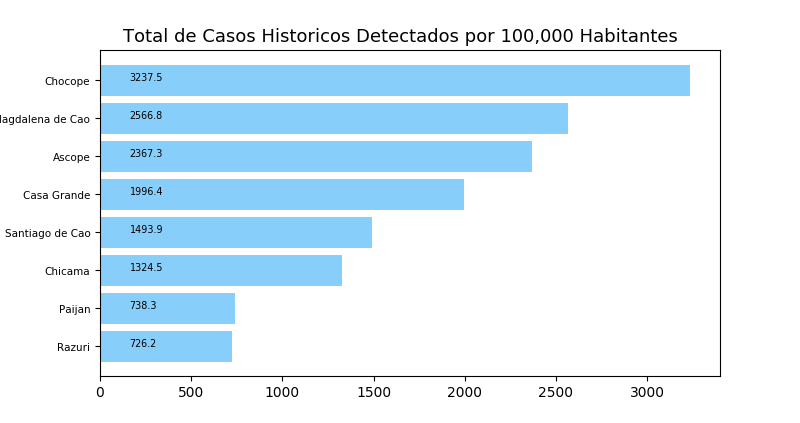 Total de Casos Historicos Detectados por 100,000 Habitantes
Chocope 3237.5
agdalena de Cao 2566.8
Ascope 2367.3
Casa Grande 1996.4
Santiago de Cao 1493.9
Chicama 1324.5
Paijan 738.3
Razuri 726.2
0 500 1000 1500 2000 2500 3000